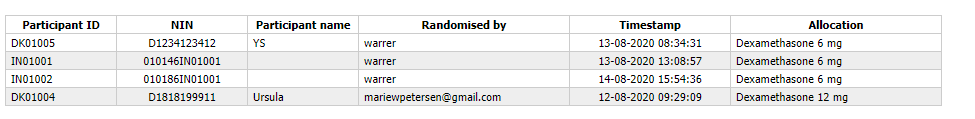 Participant ID NIN Participant name Randomised by Timestamp Allocation
DK01005 D1234123412 YS warrer 13-08-2020 08:34:31 Dexamethasone 6 mg
IN01001 010146IN01001 warrer 13-08-2020 13:08:57 Dexamethasone 6 mg
IN01002 010186IN01001 warrer 14-08-2020 15:54:36 Dexamethasone 6 mg
DK01004 D1818199911 Ursula mariewpetersen@gmail.com 12-08-2020 09:29:09 Dexamethasone 12 mg